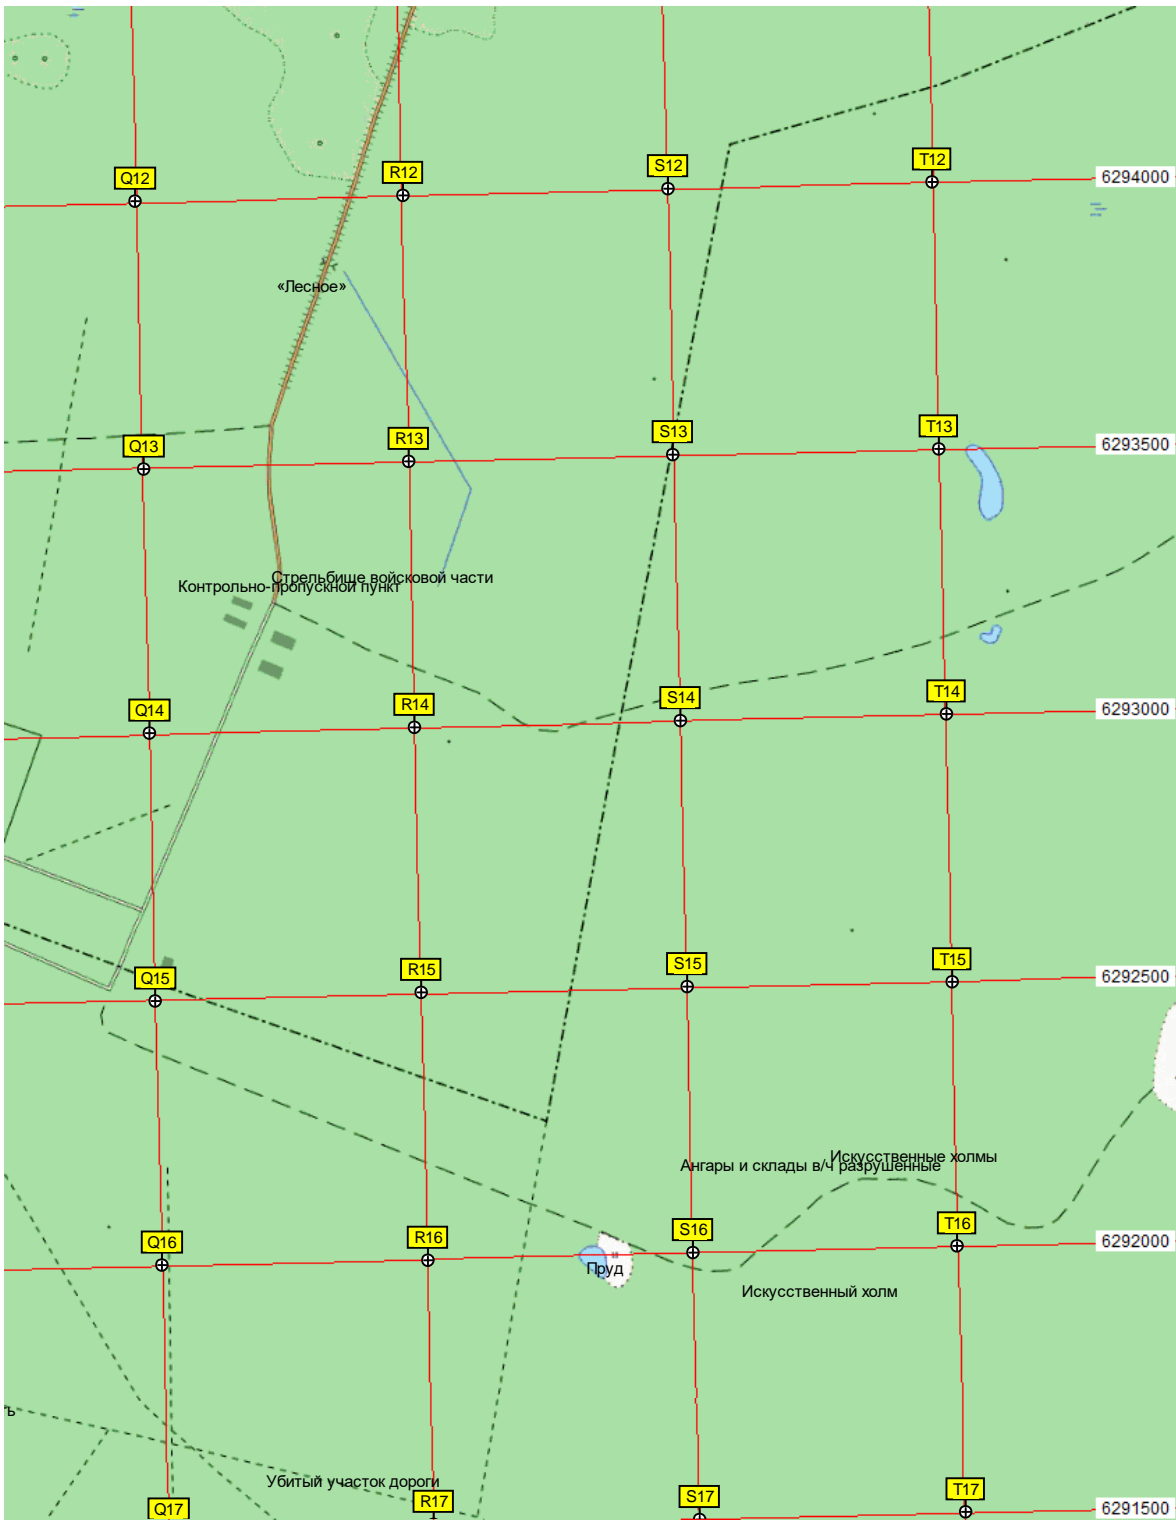 T12
S12
R12
Q12
6294000
«Лесное»
T13
S13
R13
Q13
6293500
Стрельбище войсковой части
Контрольно-пропускной пункт
T14
S14
R14
Q14
6293000
T15
S15
R15
Q15
6292500
Искусственные холмы
Ангары и склады в/ч разрушенные
T16
S16
R16
Q16
6292000
Пруд
Искусственный холм
ь
Убитый участок дороги
T17
S17
R17
Q17
6291500